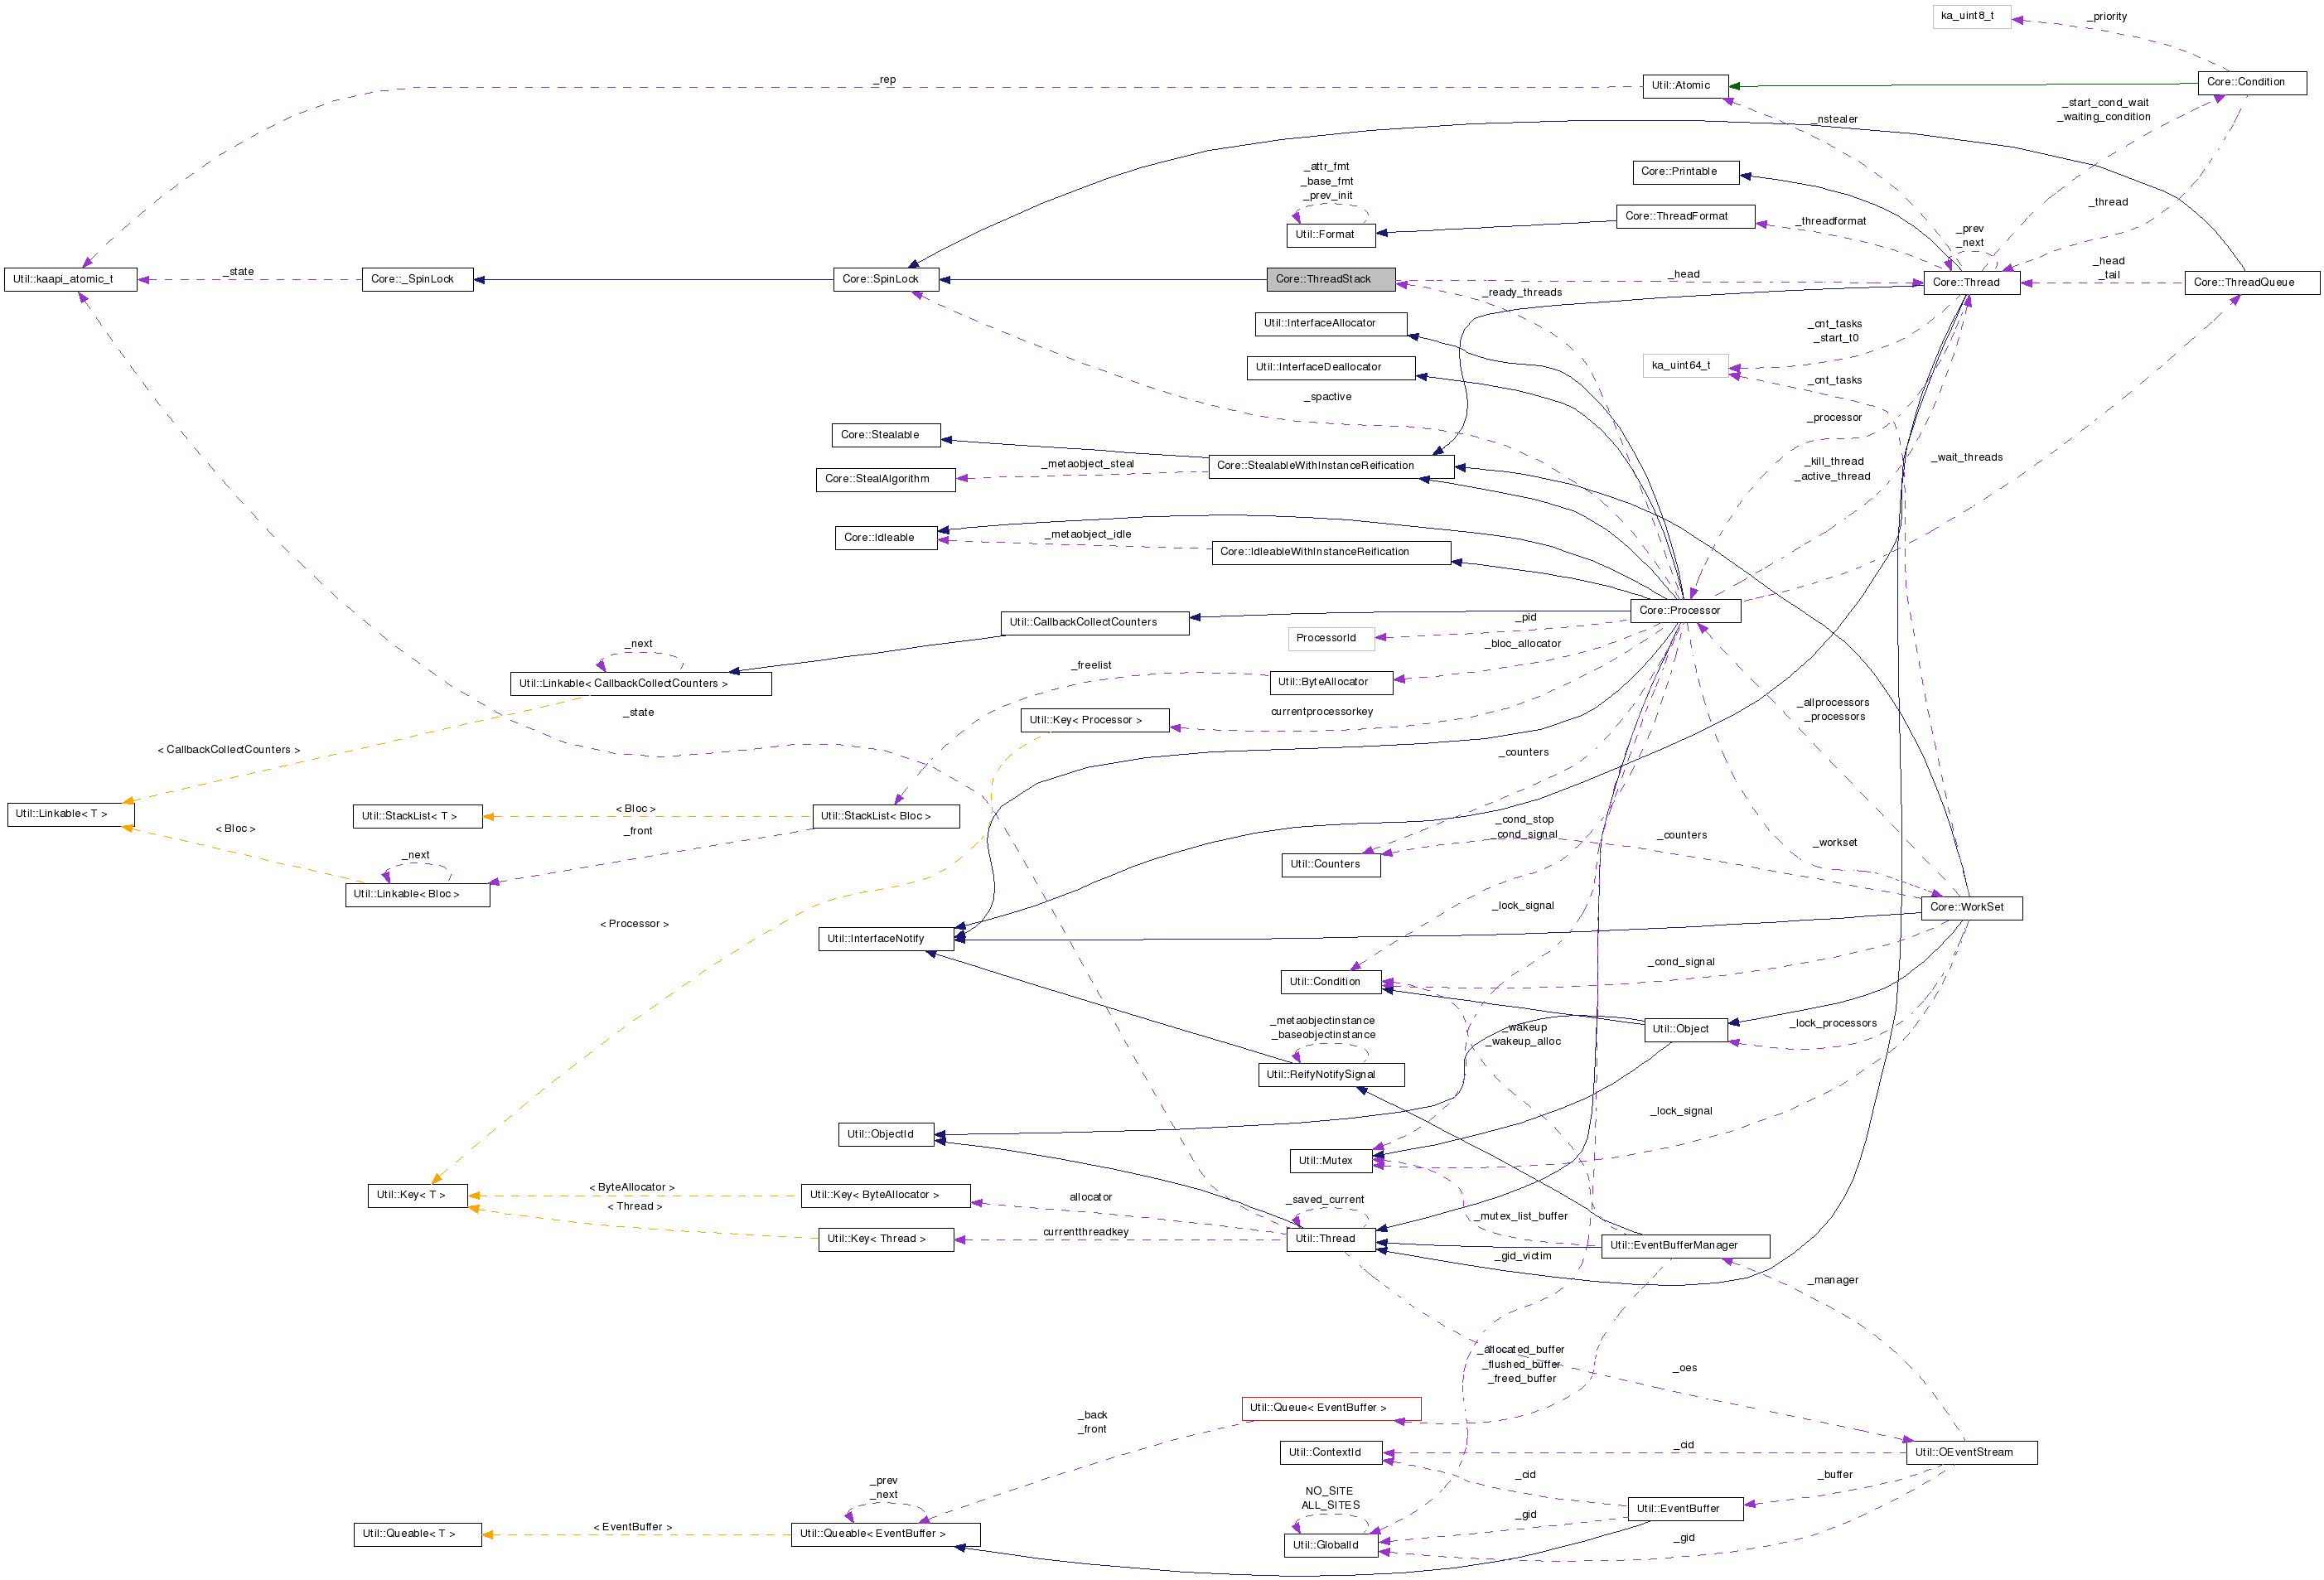 ka_uint8_t
_priority
_rep
Util::Atomic
Core::Condition
_start_cond_wait
_waiting_condition
_nstealer
_attr_fmt
_base_fmt
_prev_init
Core::Printable
Util::Format
Core::ThreadFormat
_threadformat
_thread
_prev
_next
Util::kaapi_atomic_t
_state
Core::_SpinLock
Core::SpinLock
Core::ThreadStack
_head
Core::Thread
_head
_tail
Core::ThreadQueue
_ready_threads
Util::InterfaceAllocator
_cnt_tasks
_start_t0
Util::InterfaceDeallocator
ka_uint64_t
_cnt_tasks
_spactive
_processor
Core::Stealable
_metaobject_steal
Core::StealableWithInstanceReification
_kill_thread
_active_thread
_wait_threads
Core::StealAlgorithm
Core::Idleable
_metaobject_idle
Core::IdleableWithInstanceReification
Core::Processor
Util::CallbackCollectCounters
_pid
ProcessorId
_next
_bloc_allocator
_freelist
Util::Linkable< CallbackCollectCounters >
Util::ByteAllocator
_state
Util::Key< Processor >
currentprocessorkey
_allprocessors
_processors
< CallbackCollectCounters >
_counters
Util::Linkable< T >
Util::StackList< T >
< Bloc >
Util::StackList< Bloc >
< Bloc >
_front
_cond_stop
_cond_signal
_counters
_workset
_next
Util::Counters
Util::Linkable< Bloc >
_lock_signal
Core::WorkSet
< Processor >
Util::InterfaceNotify
_cond_signal
Util::Condition
_metaobjectinstance
_baseobjectinstance
_wakeup
_wakeup_alloc
Util::Object
_lock_processors
Util::ReifyNotifySignal
_lock_signal
Util::ObjectId
Util::Mutex
Util::Key< T >
< ByteAllocator >
< Thread >
Util::Key< ByteAllocator >
allocator
_saved_current
_mutex_list_buffer
Util::Key< Thread >
currentthreadkey
Util::Thread
_gid_victim
Util::EventBufferManager
_manager
_allocated_buffer
_flushed_buffer
_freed_buffer
_oes
Util::Queue< EventBuffer >
_back
_front
Util::ContextId
_cid
Util::OEventStream
_prev
_next
_cid
_buffer
NO_SITE
ALL_SITES
Util::EventBuffer
_gid
Util::Queable< T >
< EventBuffer >
Util::Queable< EventBuffer >
Util::GlobalId
_gid